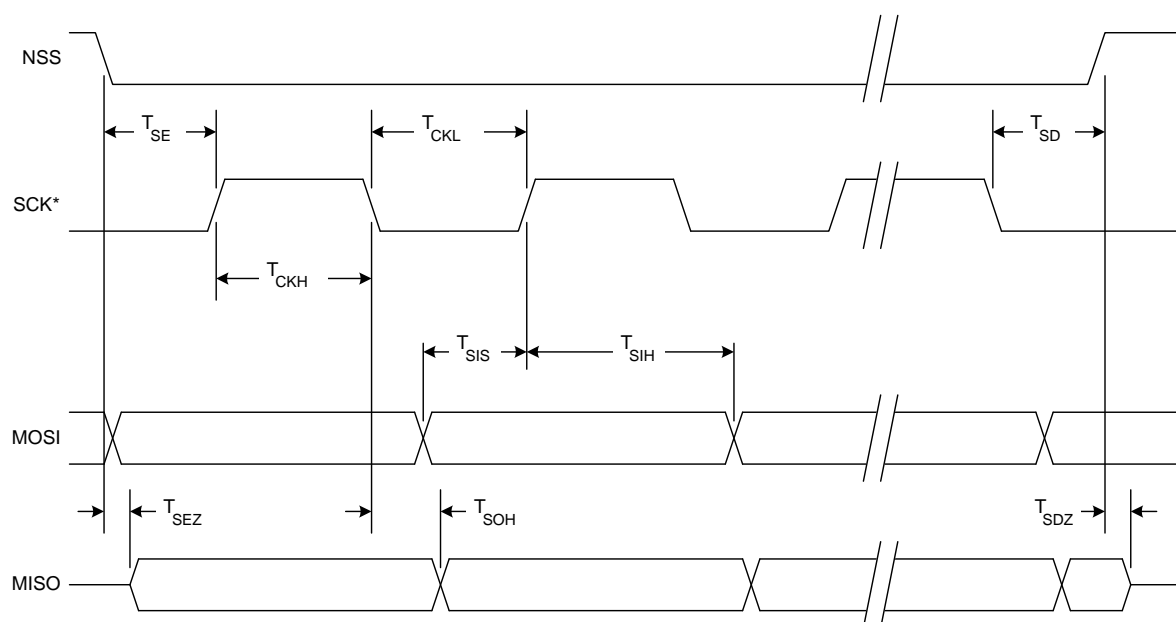 NSS
T_SE
T_CKL
T_SD
SCK*
T_CKH
T_SIS
T_SIH
MOSI
T_SEZ
T_SOH
T_SDZ
MISO